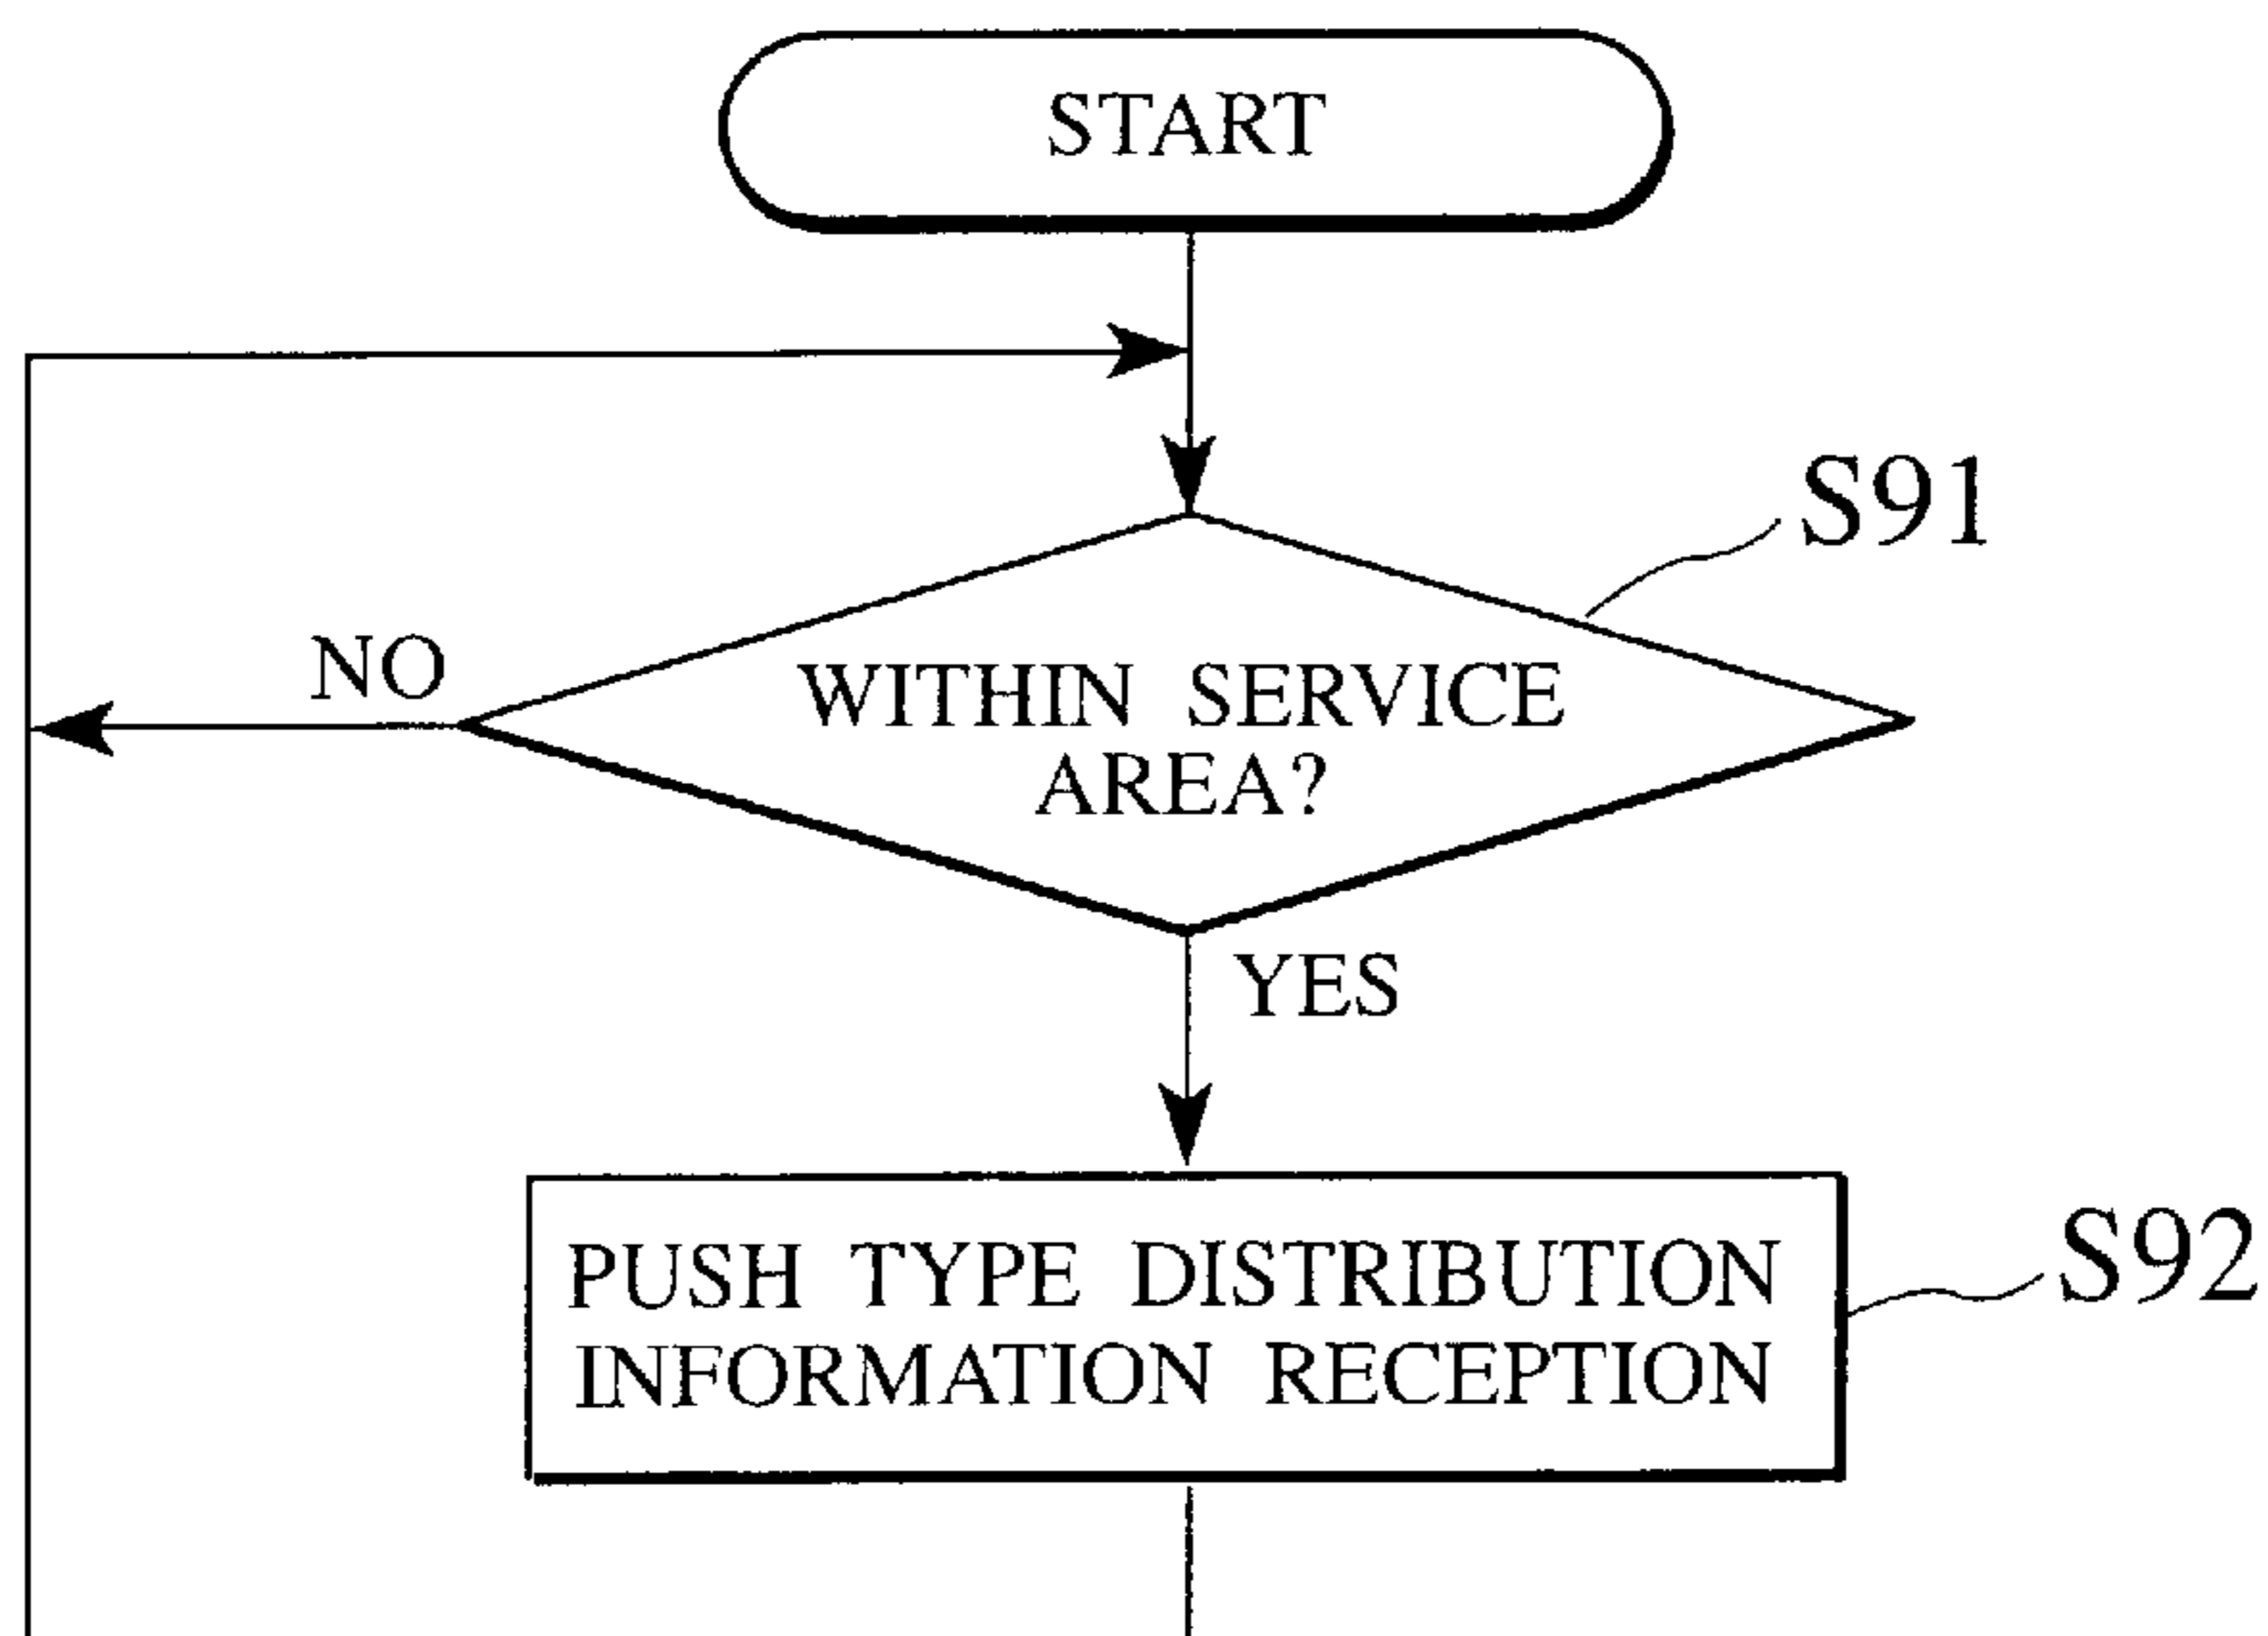 START
S91
NO
WITHIN SERVICE
AREA?
YES
PUSH TYPE DISTRIBUTION
INFORMATION RECEPTION
S92